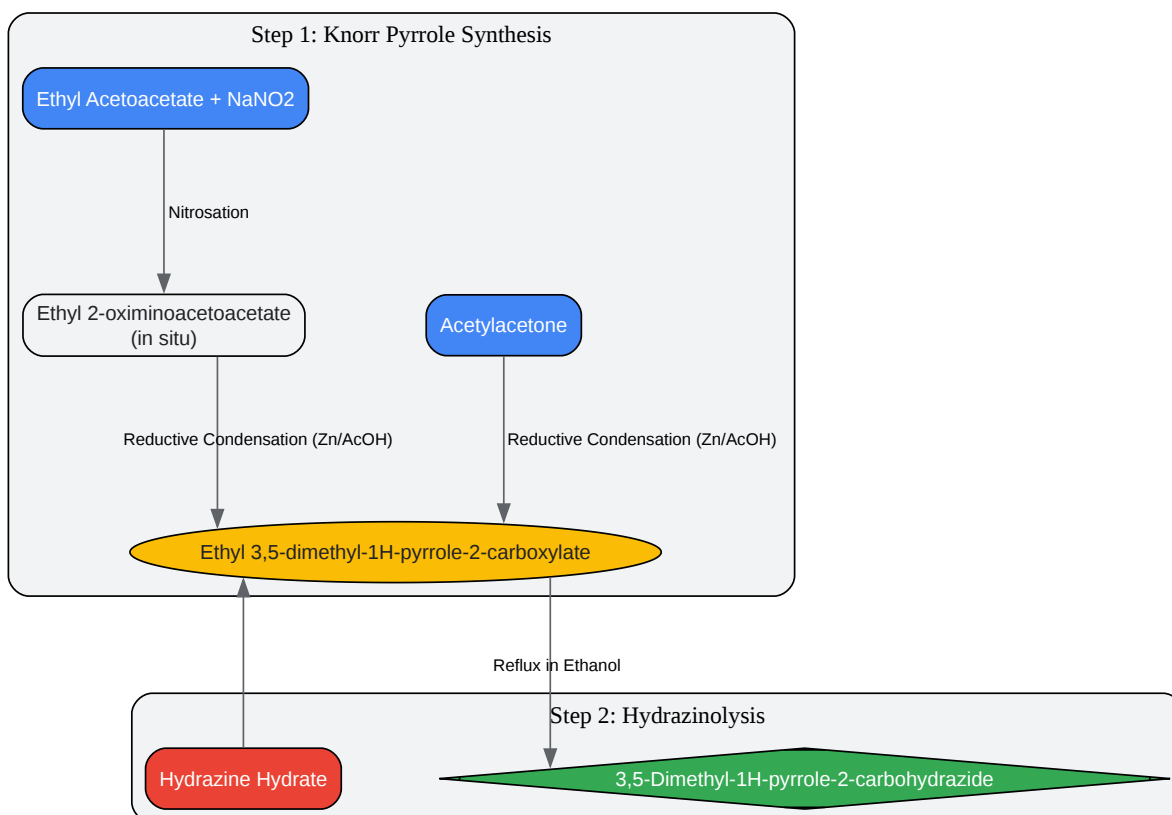 Step 1: Knorr Pyrrole Synthesis
Ethyl Acetoacetate + NaNO2
Nitrosation
Ethyl 2-oximinoacetoacetate
(in situ)
Acetylacetone
Reductive Condensation (Zn/AcOH)
Reductive Condensation (Zn/AcOH)
Ethyl 3,5-dimethyl-1H-pyrrole-2-carboxylate
Reflux in Ethanol
Step 2: Hydrazinolysis
Hydrazine Hydrate
3,5-Dimethyl-1H-pyrrole-2-carbohydrazide